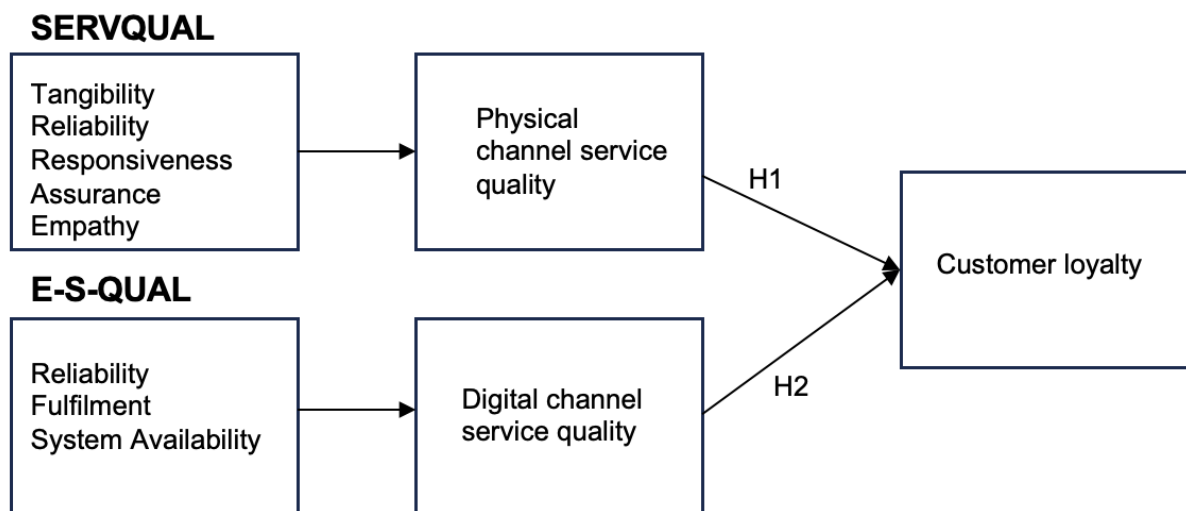 SERVQUAL
Tangibility
Reliability
Responsiveness
Assurance
Empathy
Physical
channel service
quality
H1
Customer loyalty
E-S-QUAL
Reliability
Fulfilment
System Availability
Digital channel
service quality
H2